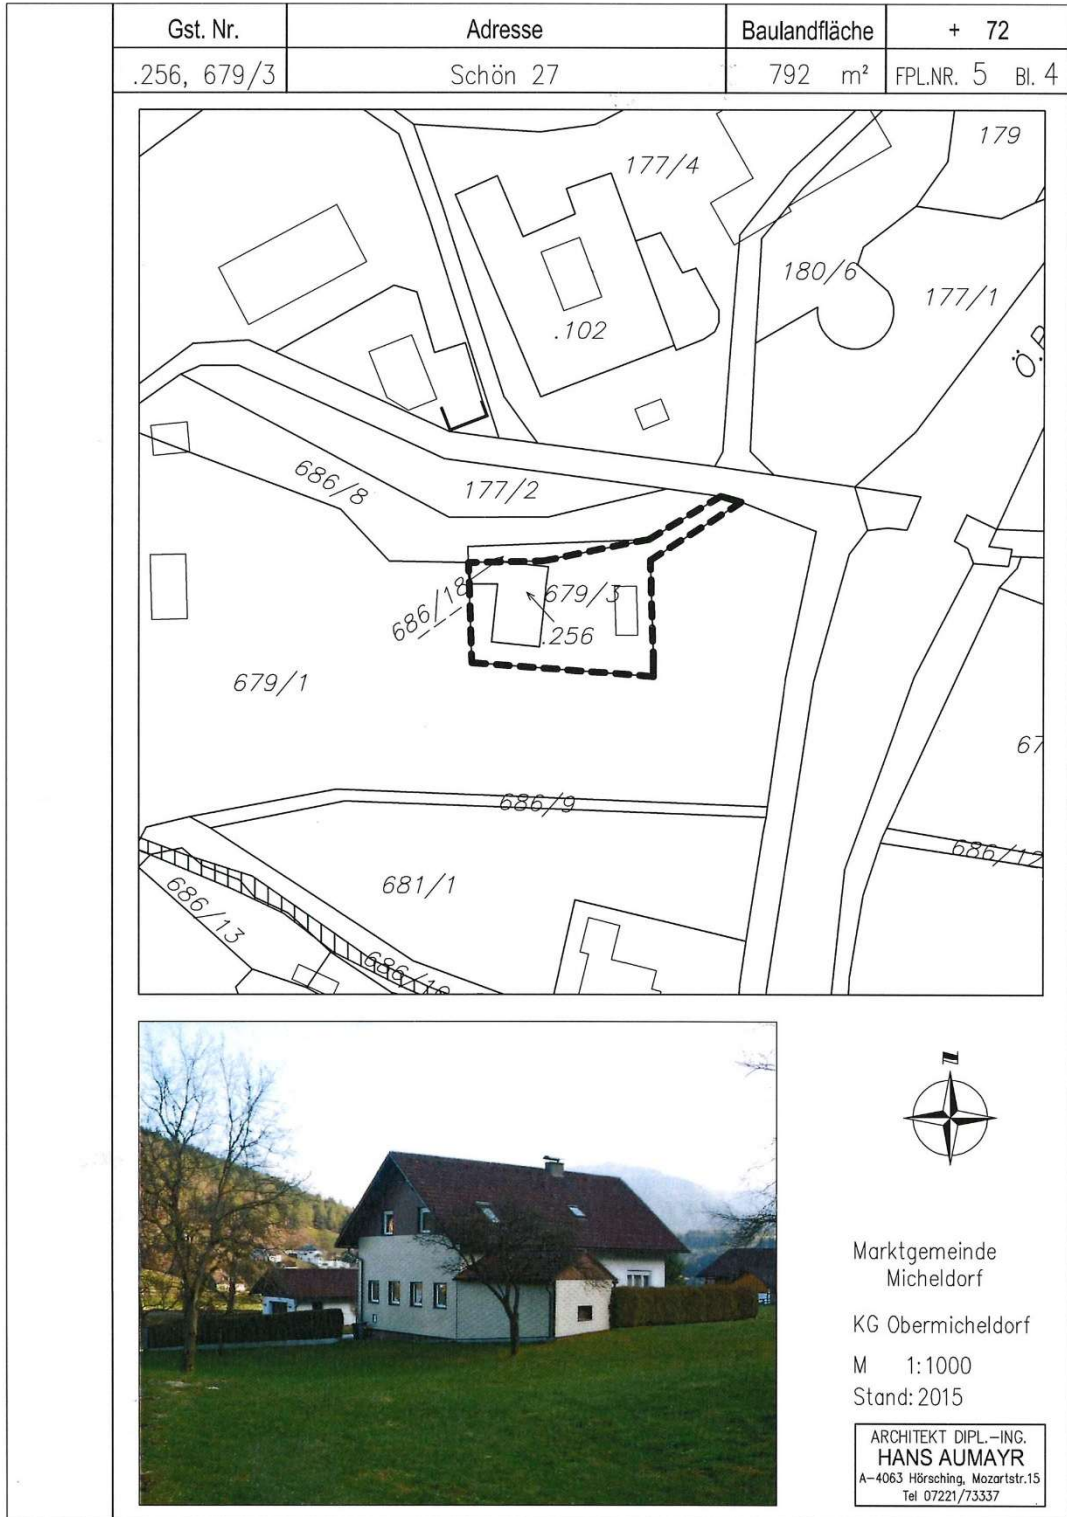 Gst. Nr. Adresse Baulandfläche + 72
.256, 679/3 Schön 27 792 m² FPL.NR. 5 Bl. 4
179
177/4
180/6
177/1
.102
686/8
177/2
686/18
679/3
.256
679/1
67
686/9
686/12
681/1
686/13
Marktgemeinde
Micheldorf
KG Obermicheldorf
M 1:1000
Stand: 2015
ARCHITEKT DIPL.-ING.
HANS AUMAYR
A-4063 Hörsching, Mozartstr.15
Tel 07221/73337